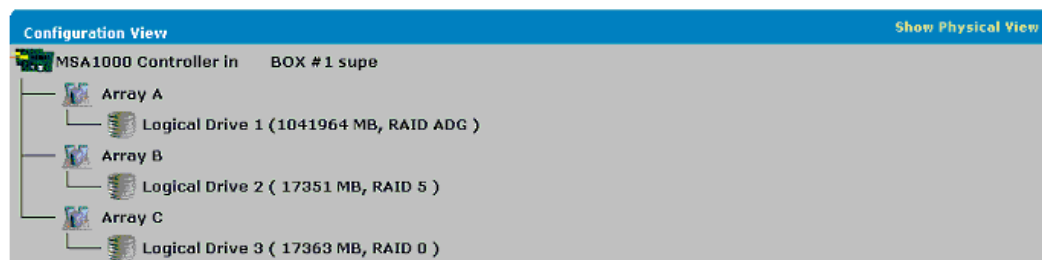 Configuration View
Show Physical View
MSA1000 Controller in BOX #1 supe
Array A
Logical Drive 1 (1041964 MB, RAID ADG )
Array B
Logical Drive 2 ( 17351 MB, RAID 5 )
Array C
Logical Drive 3 ( 17363 MB, RAID 0 )